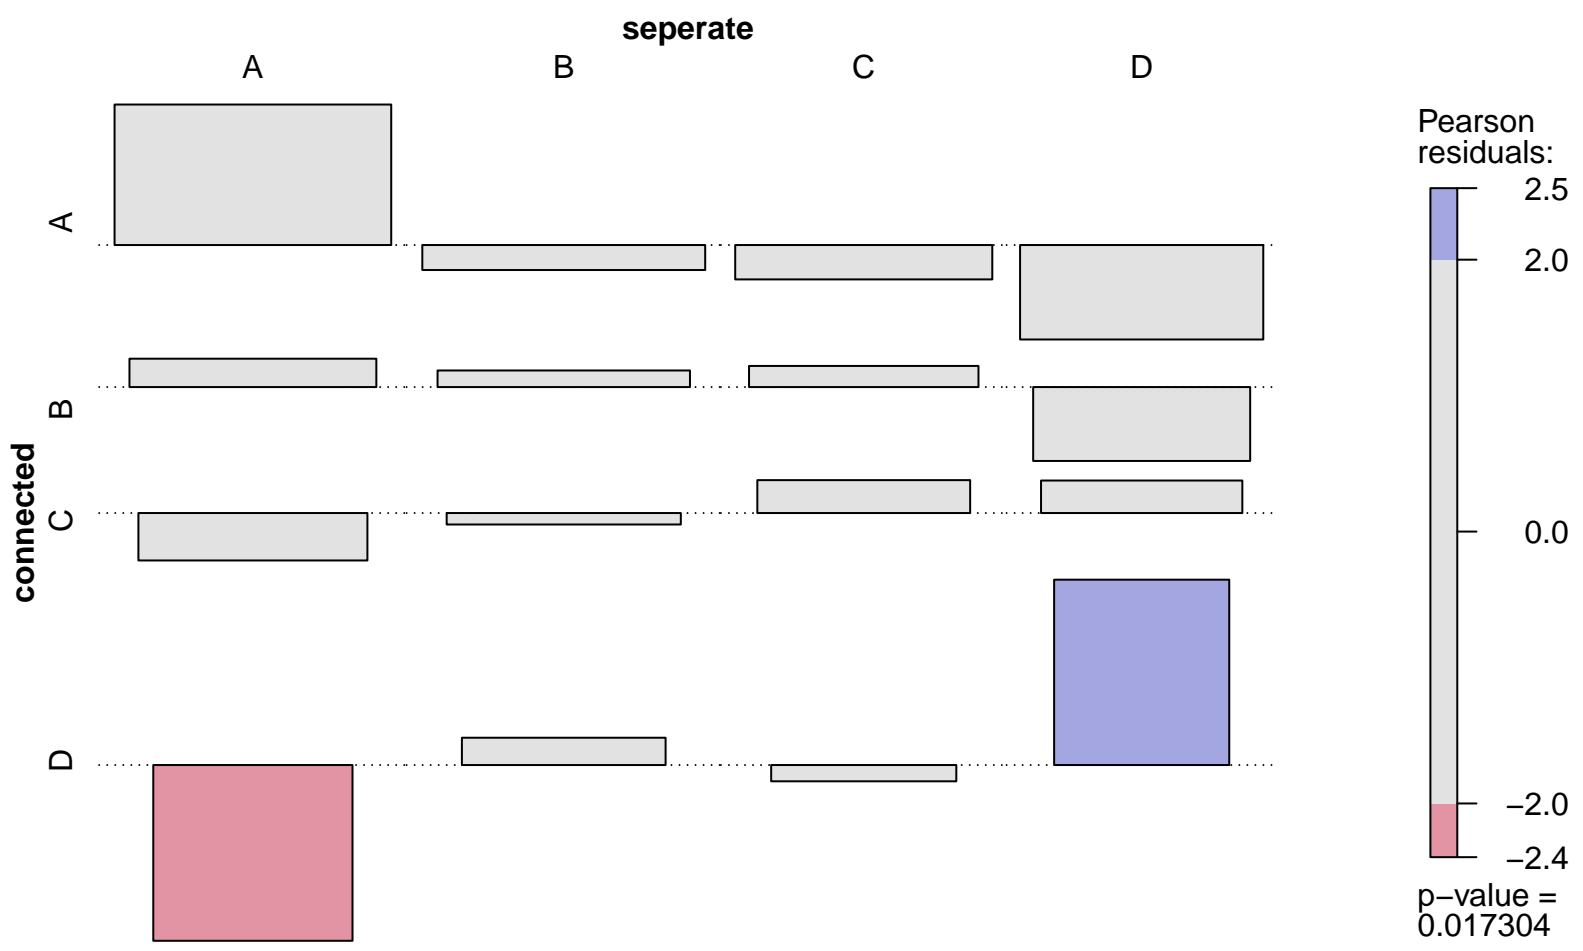 seperate
A B C D
A
B
C
D
connected
Pearson
residuals:
2.5
2.0
0.0
−2.0
−2.4
p−value =
0.017304